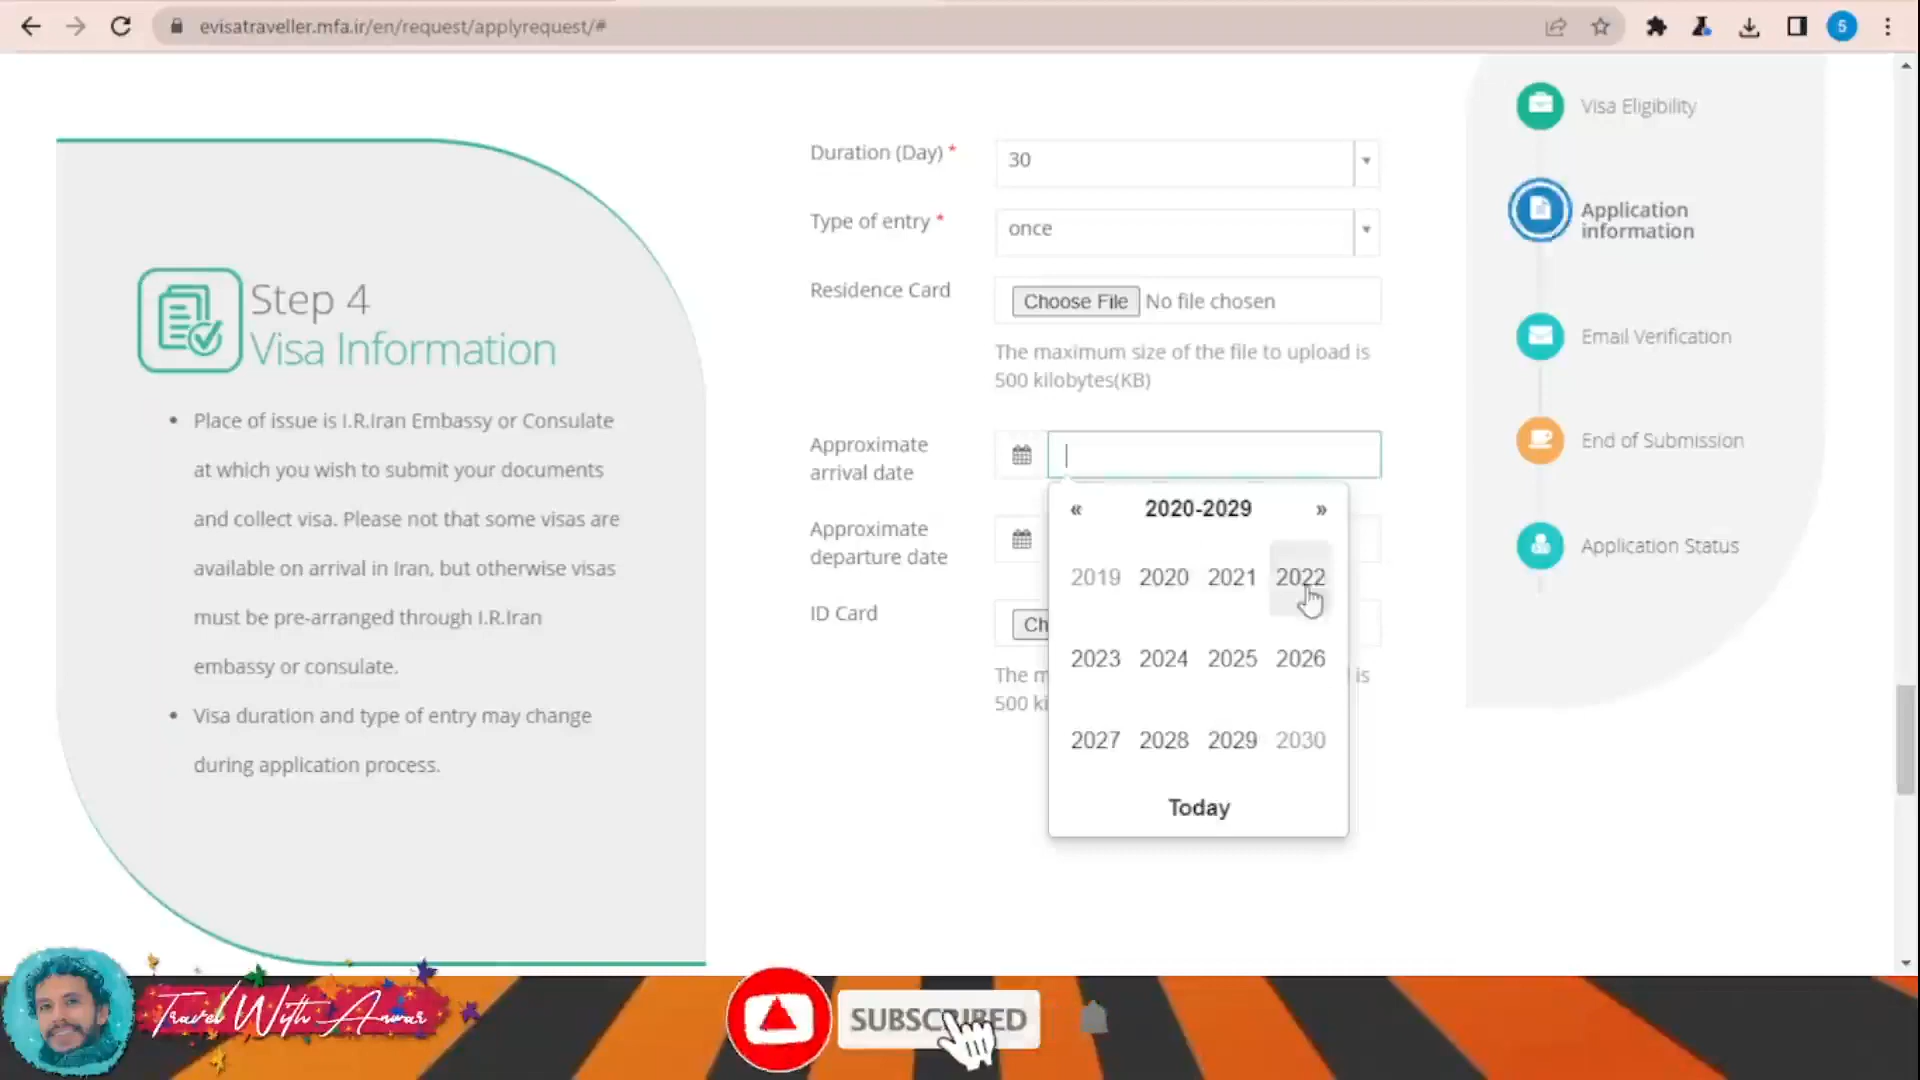 evisatraveller.mfa.ir/en/request/applyrequest/#
5
Step 4
Visa Information
• Place of issue is I.R.Iran Embassy or Consulate
at which you wish to submit your documents
and collect visa. Please not that some visas are
available on arrival in Iran, but otherwise visas
must be pre-arranged through I.R.Iran
embassy or consulate.
• Visa duration and type of entry may change
during application process.
Duration (Day) *
30
Type of entry *
once
Residence Card
Choose File No file chosen
The maximum size of the file to upload is
500 kilobytes(KB)
Approximate
arrival date
« 2020-2029 »
2019 2020 2021 2022
2023 2024 2025 2026
2027 2028 2029 2030
Today
Approximate
departure date
ID Card
Visa Eligibility
Application
information
Email Verification
End of Submission
Application Status
Travel With Anwar
SUBSCRIBED